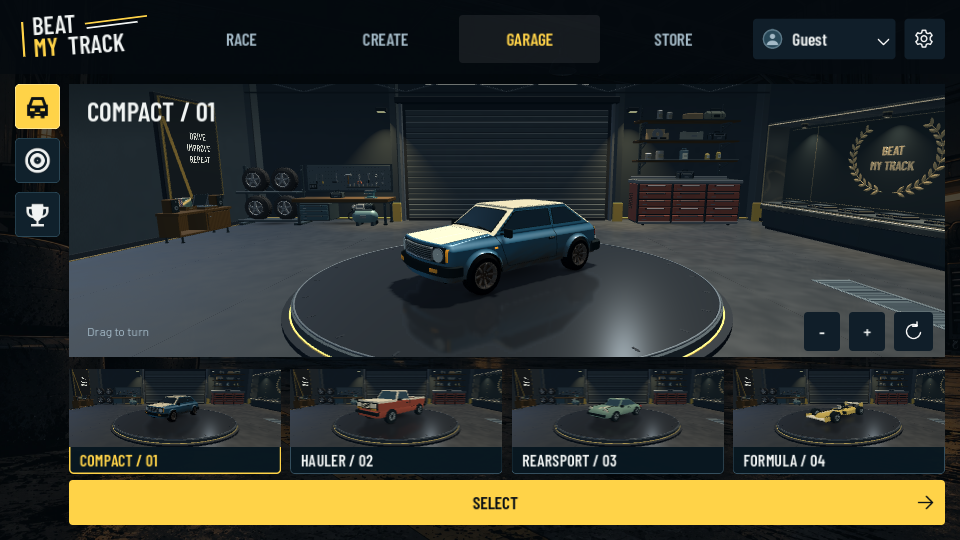 BEAT
MY TRACK
RACE
CREATE
GARAGE
STORE
Guest
COMPACT / 01
DRIVE
IMPROVE
REPEAT
BEAT
MY TRACK
Drag to turn
-
+
COMPACT / 01
HAULER / 02
REARSPORT / 03
FORMULA / 04
SELECT